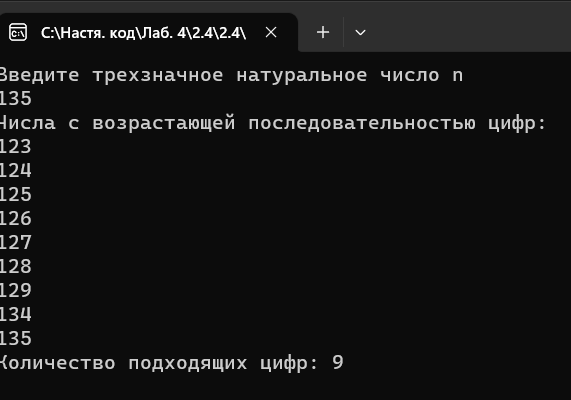 C:\Настя. код\Лаб. 4\2.4\2.4\
Введите трехзначное натуральное число n
135
Числа с возрастающей последовательностью цифр:
123
124
125
126
127
128
129
134
135
Количество подходящих цифр: 9